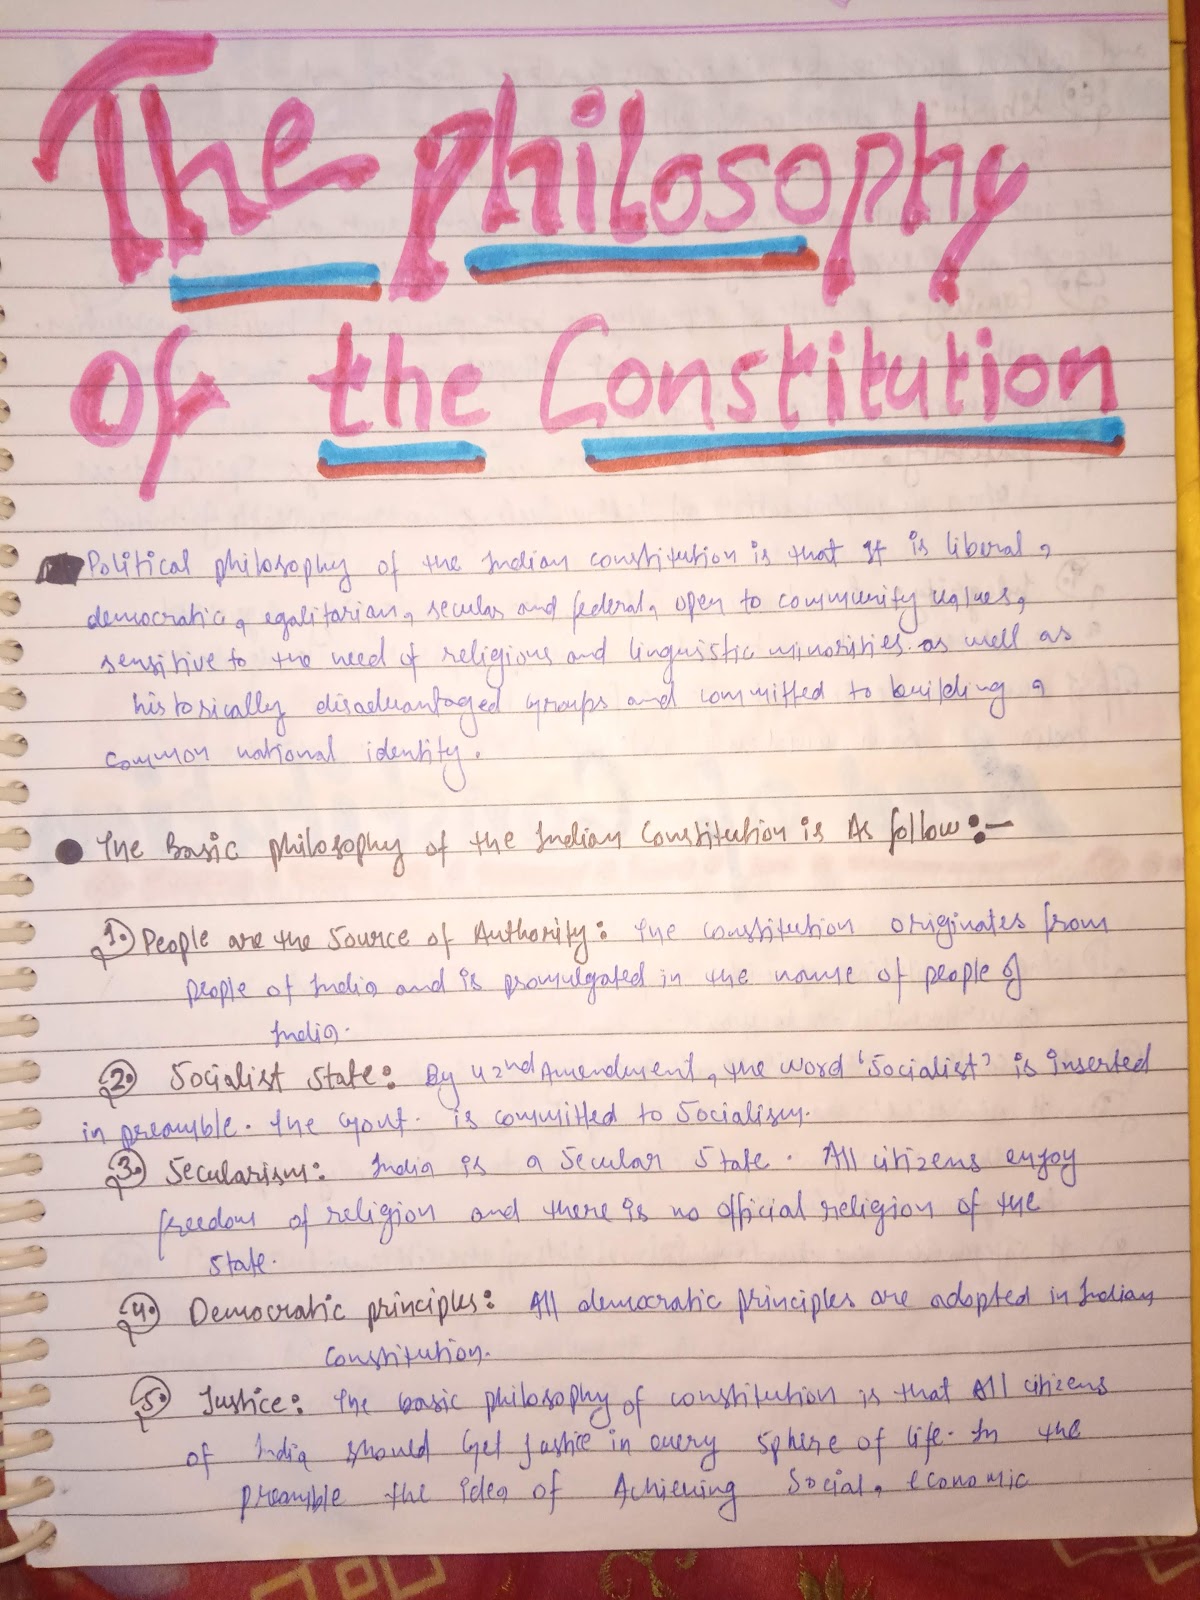 The philosophy
of the Constitution
Political philosophy of the Indian constitution is that It is liberal,
democratic, egalitarian, secular and federal, open to community values,
sensitive to the need of religious and linguistic minorities as well as
historically disadvantaged groups and committed to building a
common national identity.
The Basic philosophy of the Indian Constitution is As follow:-
1. People are the Source of Authority: The constitution originates from
people of India and is promulgated in the name of people of
India.
2. Socialist State: By 42nd Amendment, the word 'Socialist' is inserted
in preamble. The Govt. is committed to Socialism.
3. Secularism: India is a Secular State. All citizens enjoy
freedom of religion and there is no official religion of the
State.
4. Democratic principles: All democratic principles are adopted in Indian
Constitution.
5. Justice: The basic philosophy of constitution is that All citizens
of India should Get Justice in every sphere of life. In the
preamble the idea of Achieving Social, economic